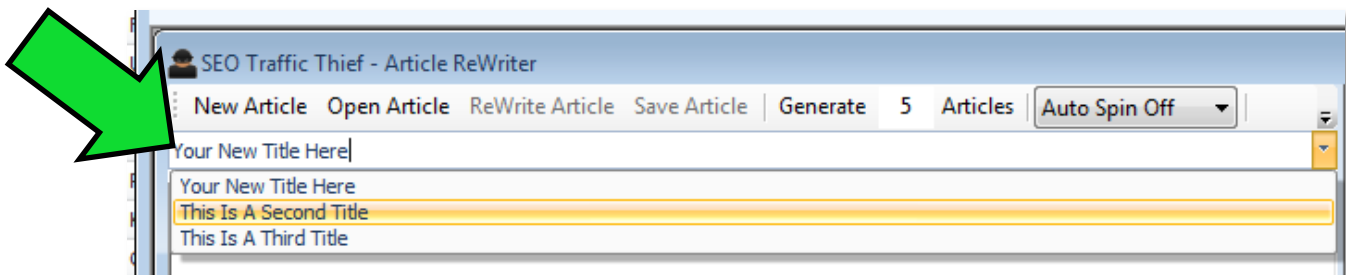 SEO Traffic Thief - Article ReWriter
New Article Open Article ReWrite Article Save Article Generate 5 Articles Auto Spin Off
Your New Title Here
Your New Title Here
This Is A Second Title
This Is A Third Title